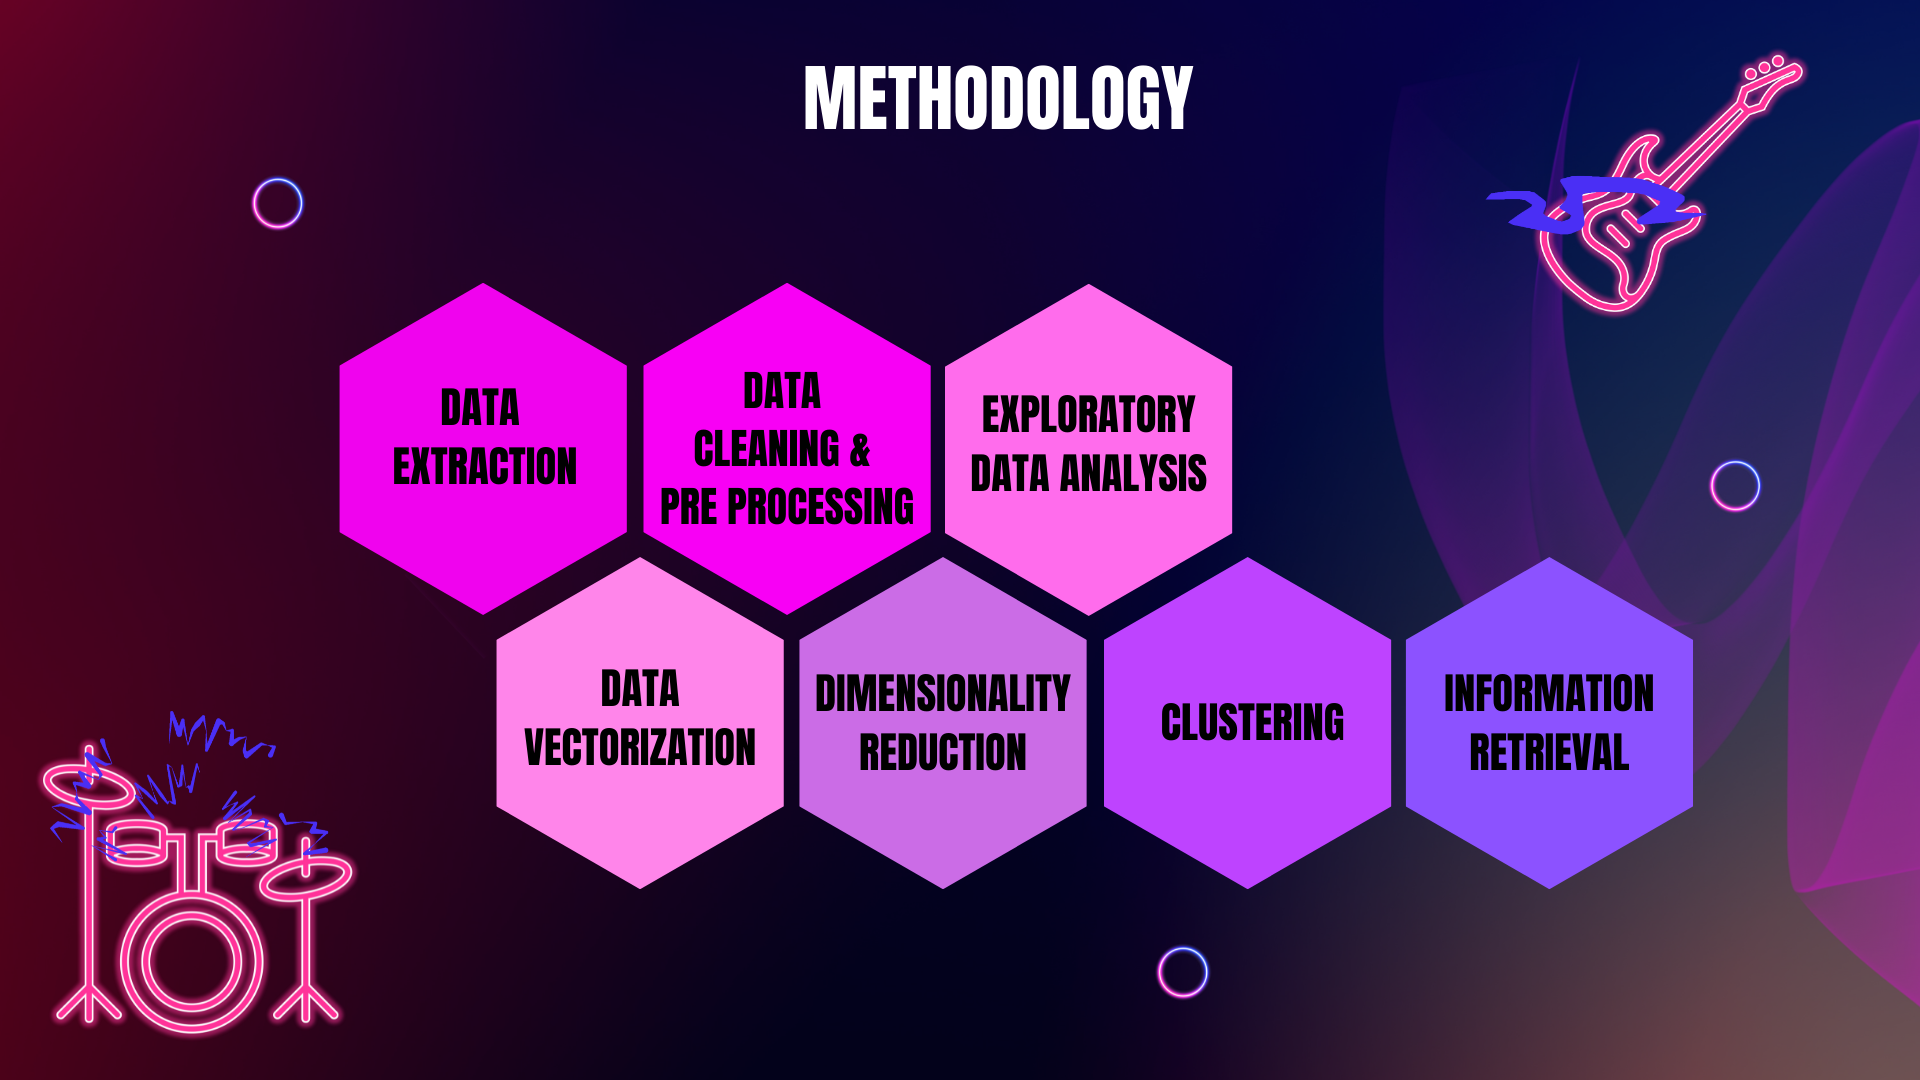 METHODOLOGY
DATA
EXTRACTION
DATA
CLEANING &
PRE PROCESSING
EXPLORATORY
DATA ANALYSIS
DATA
VECTORIZATION
DIMENSIONALITY
REDUCTION
CLUSTERING
INFORMATION
RETRIEVAL